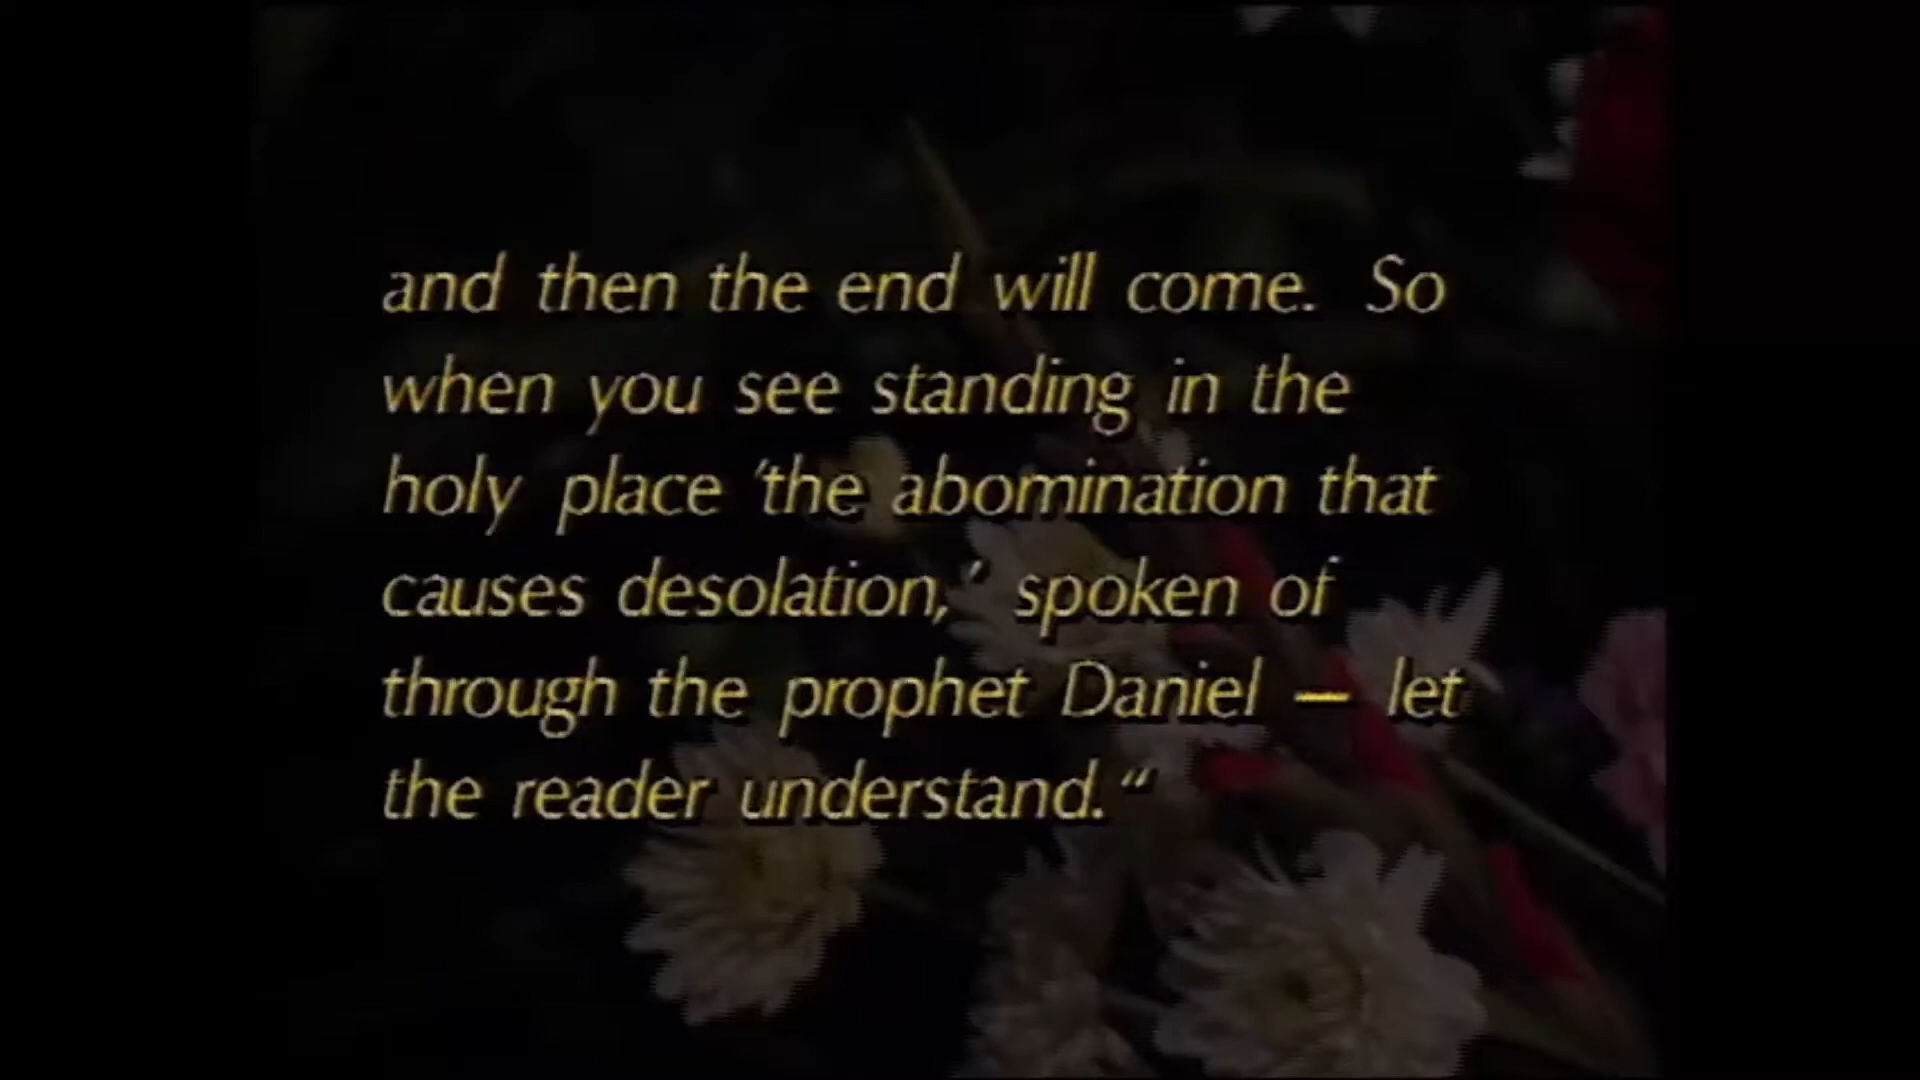 and then the end will come. So
when you see standing in the
holy place 'the abomination that
causes desolation,' spoken of
through the prophet Daniel — let
the reader understand."